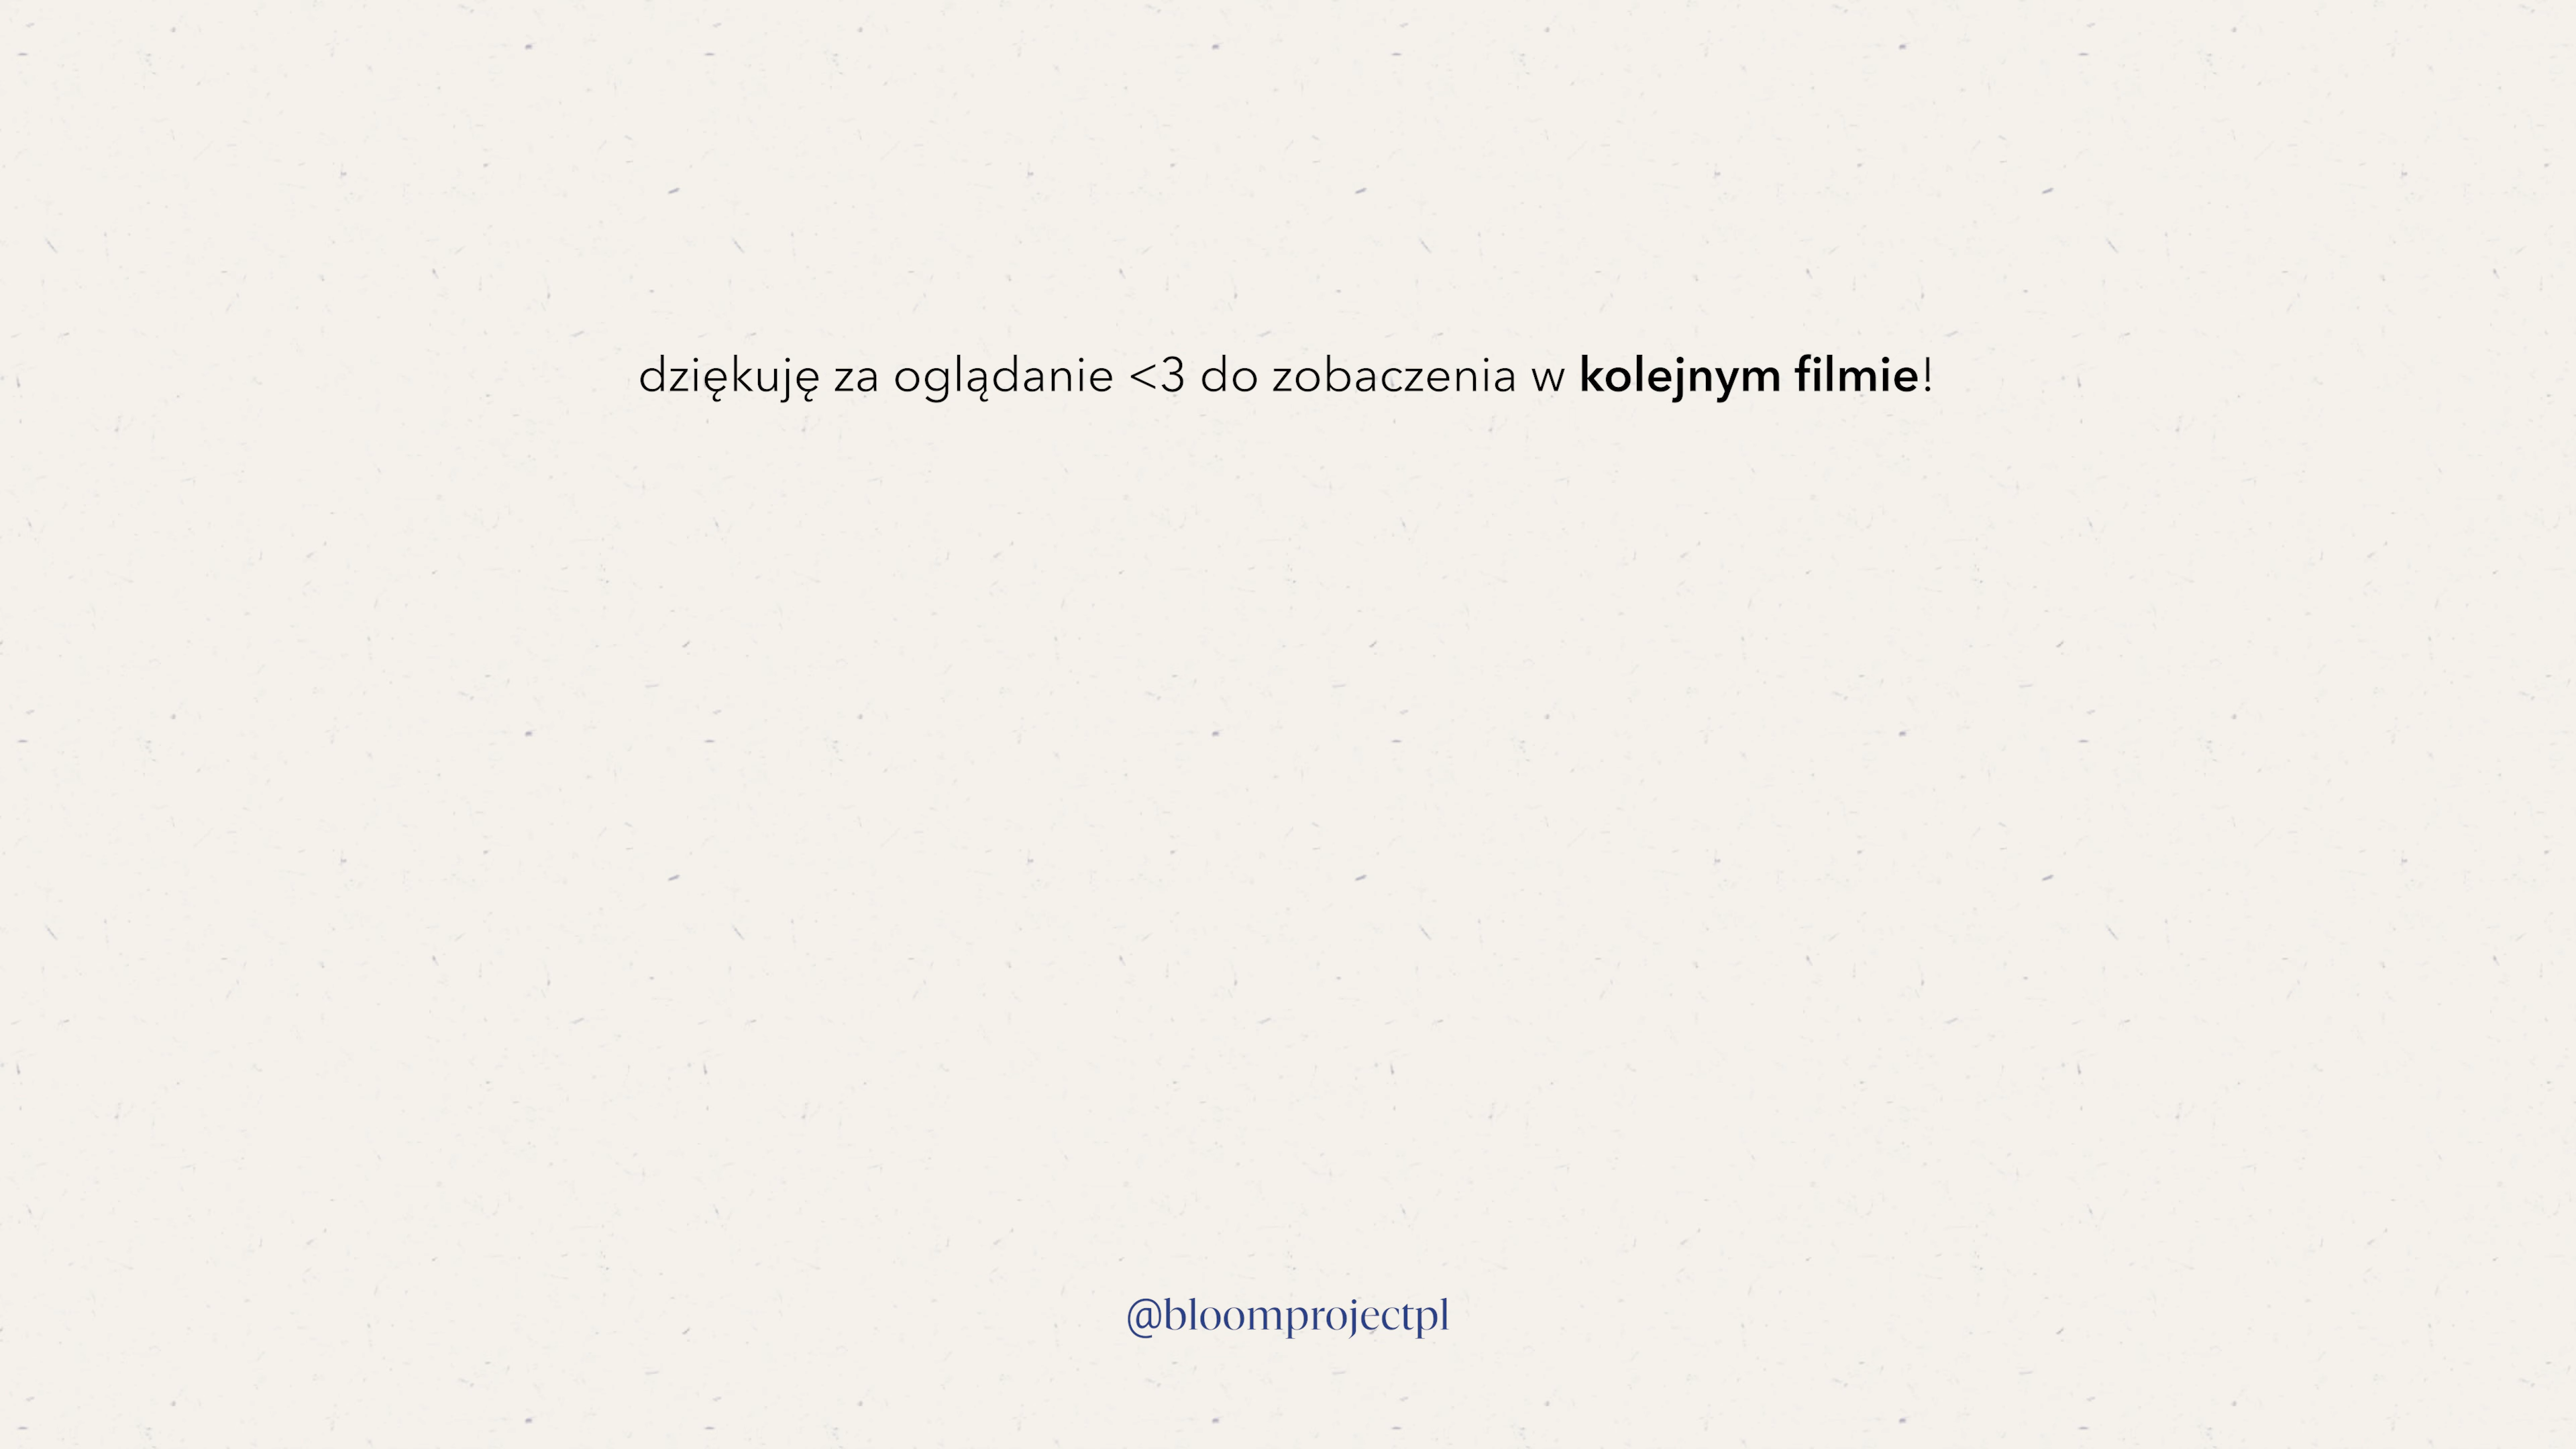 dziękuję za oglądanie <3 do zobaczenia w kolejnym filmie!
@bloomprojectpl